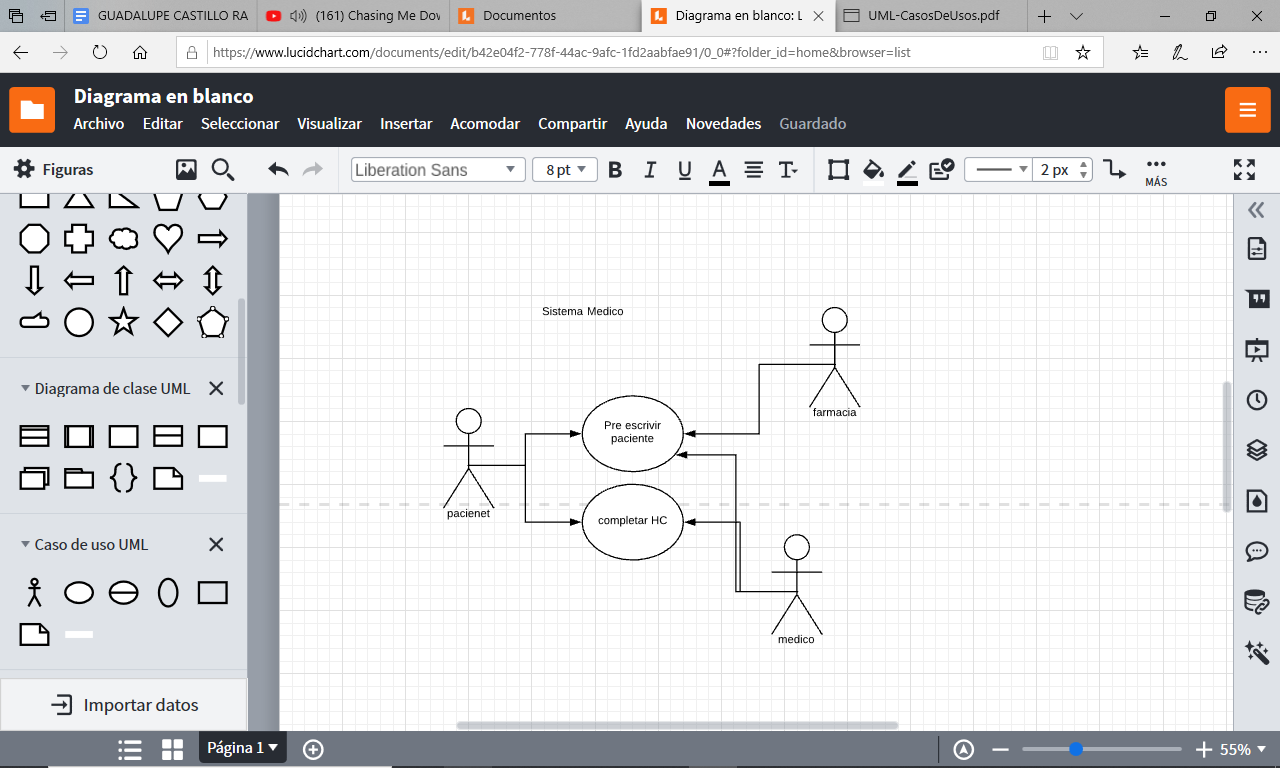 GUADALUPE CASTILLO RA
(161) Chasing Me Dov
Documentos
Diagrama en blanco: L
UML-CasosDeUso2.pdf
https://www.lucidchart.com/documents/edit/b42e04f2-778f-44ac-9afc-1fd2aabfae91/0_0#?folder_id=home&browser=list
Diagrama en blanco
Archivo Editar Seleccionar Visualizar Insertar Acomodar Compartir Ayuda Novedades Guardado
Figuras
Liberation Sans
8 pt
B I U A T
2 px
MÁS
Sistema Medico
farmacia
Pre escrivir
paciente
pacienet
completar HC
medico
Diagrama de clase UML
Caso de uso UML
Importar datos
Página 1
55%